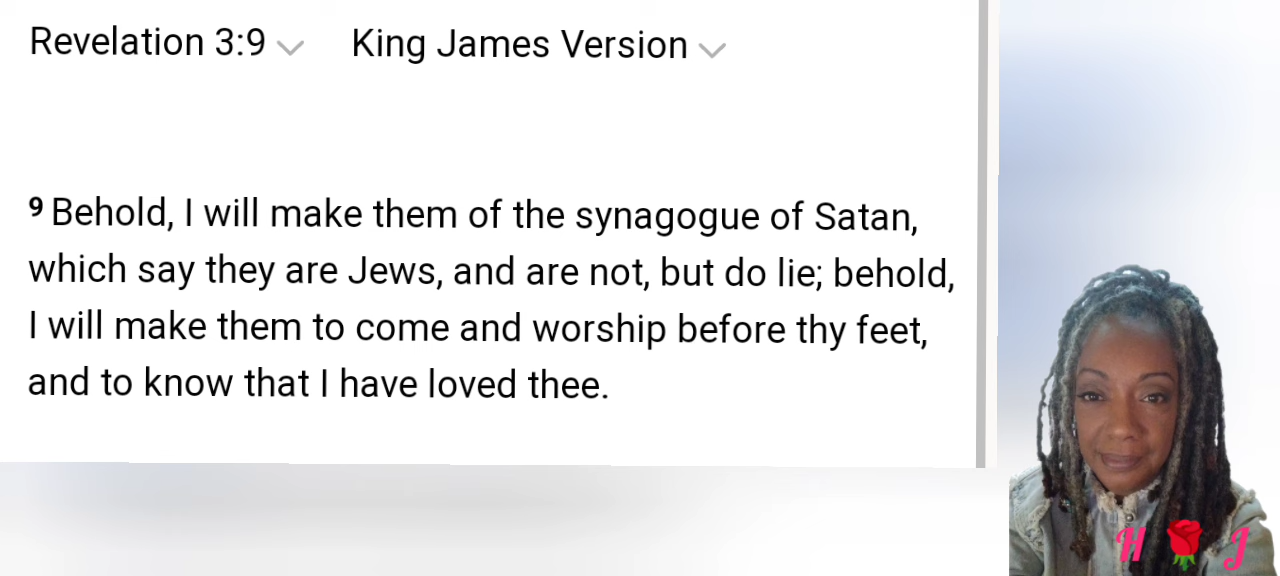 Revelation 3:9 King James Version
9 Behold, I will make them of the synagogue of Satan,
which say they are Jews, and are not, but do lie; behold,
I will make them to come and worship before thy feet,
and to know that I have loved thee.
H 🌹 J